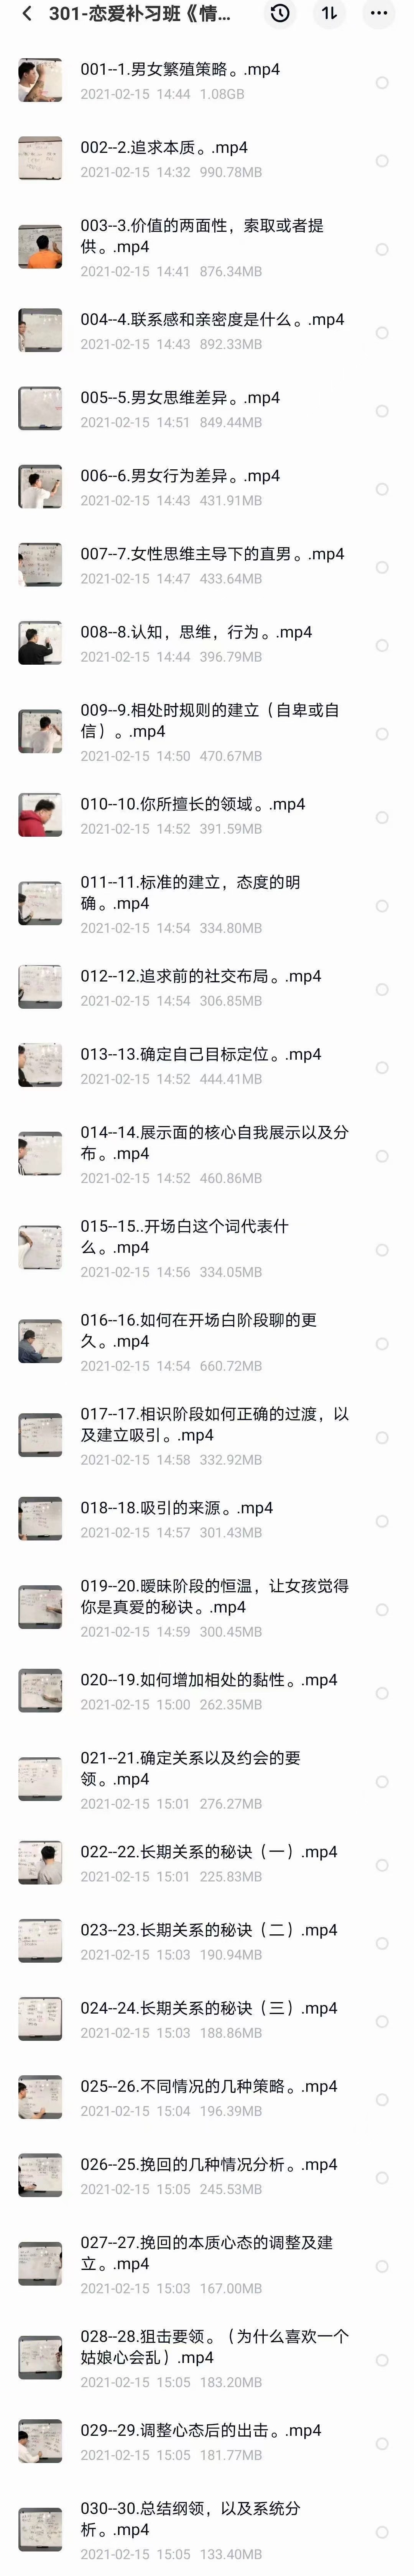 301-恋爱补习班《情...
001--1.男女繁殖策略。.mp4
2021-02-15 14:44 1.08GB
002--2.追求本质。.mp4
2021-02-15 14:32 990.78MB
003--3.价值的两面性，索取或者提
供。.mp4
2021-02-15 14:41 876.34MB
004--4.联系感和亲密度是什么。.mp4
2021-02-15 14:43 892.33MB
005--5.男女思维差异。.mp4
2021-02-15 14:51 849.44MB
006--6.男女行为差异。.mp4
2021-02-15 14:43 431.91MB
007--7.女性思维主导下的直男。.mp4
2021-02-15 14:47 433.64MB
008--8.认知，思维，行为。.mp4
2021-02-15 14:44 396.79MB
009--9.相处时规则的建立（自卑或自
信）。.mp4
2021-02-15 14:50 470.67MB
010--10.你所擅长的领域。.mp4
2021-02-15 14:52 391.59MB
011--11.标准的建立，态度的明
确。.mp4
2021-02-15 14:54 334.80MB
012--12.追求前的社交布局。.mp4
2021-02-15 14:54 306.85MB
013--13.确定自己目标定位。.mp4
2021-02-15 14:52 444.41MB
014--14.展示面的核心自我展示以及分
布。.mp4
2021-02-15 14:52 460.86MB
015--15..开场白这个词代表什
么。.mp4
2021-02-15 14:56 334.05MB
016--16.如何在开场白阶段聊的更
久。.mp4
2021-02-15 14:54 660.72MB
017--17.相识阶段如何正确的过渡，以
及建立吸引。.mp4
2021-02-15 14:58 332.92MB
018--18.吸引的来源。.mp4
2021-02-15 14:57 301.43MB
019--20.暧昧阶段的恒温，让女孩觉得
你是真爱的秘诀。.mp4
2021-02-15 14:59 300.45MB
020--19.如何增加相处的黏性。.mp4
2021-02-15 15:00 262.35MB
021--21.确定关系以及约会的要
领。.mp4
2021-02-15 15:01 276.27MB
022--22.长期关系的秘诀（一）.mp4
2021-02-15 15:01 225.83MB
023--23.长期关系的秘诀（二）.mp4
2021-02-15 15:03 190.94MB
024--24.长期关系的秘诀（三）.mp4
2021-02-15 15:03 188.86MB
025--26.不同情况的几种策略。.mp4
2021-02-15 15:04 196.39MB
026--25.挽回的几种情况分析。.mp4
2021-02-15 15:05 245.53MB
027--27.挽回的本质心态的调整及建
立。.mp4
2021-02-15 15:03 167.00MB
028--28.狙击要领。（为什么喜欢一个
姑娘心会乱）.mp4
2021-02-15 15:05 183.20MB
029--29.调整心态后的出击。.mp4
2021-02-15 15:05 181.77MB
030--30.总结纲领，以及系统分
析。.mp4
2021-02-15 15:05 133.40MB